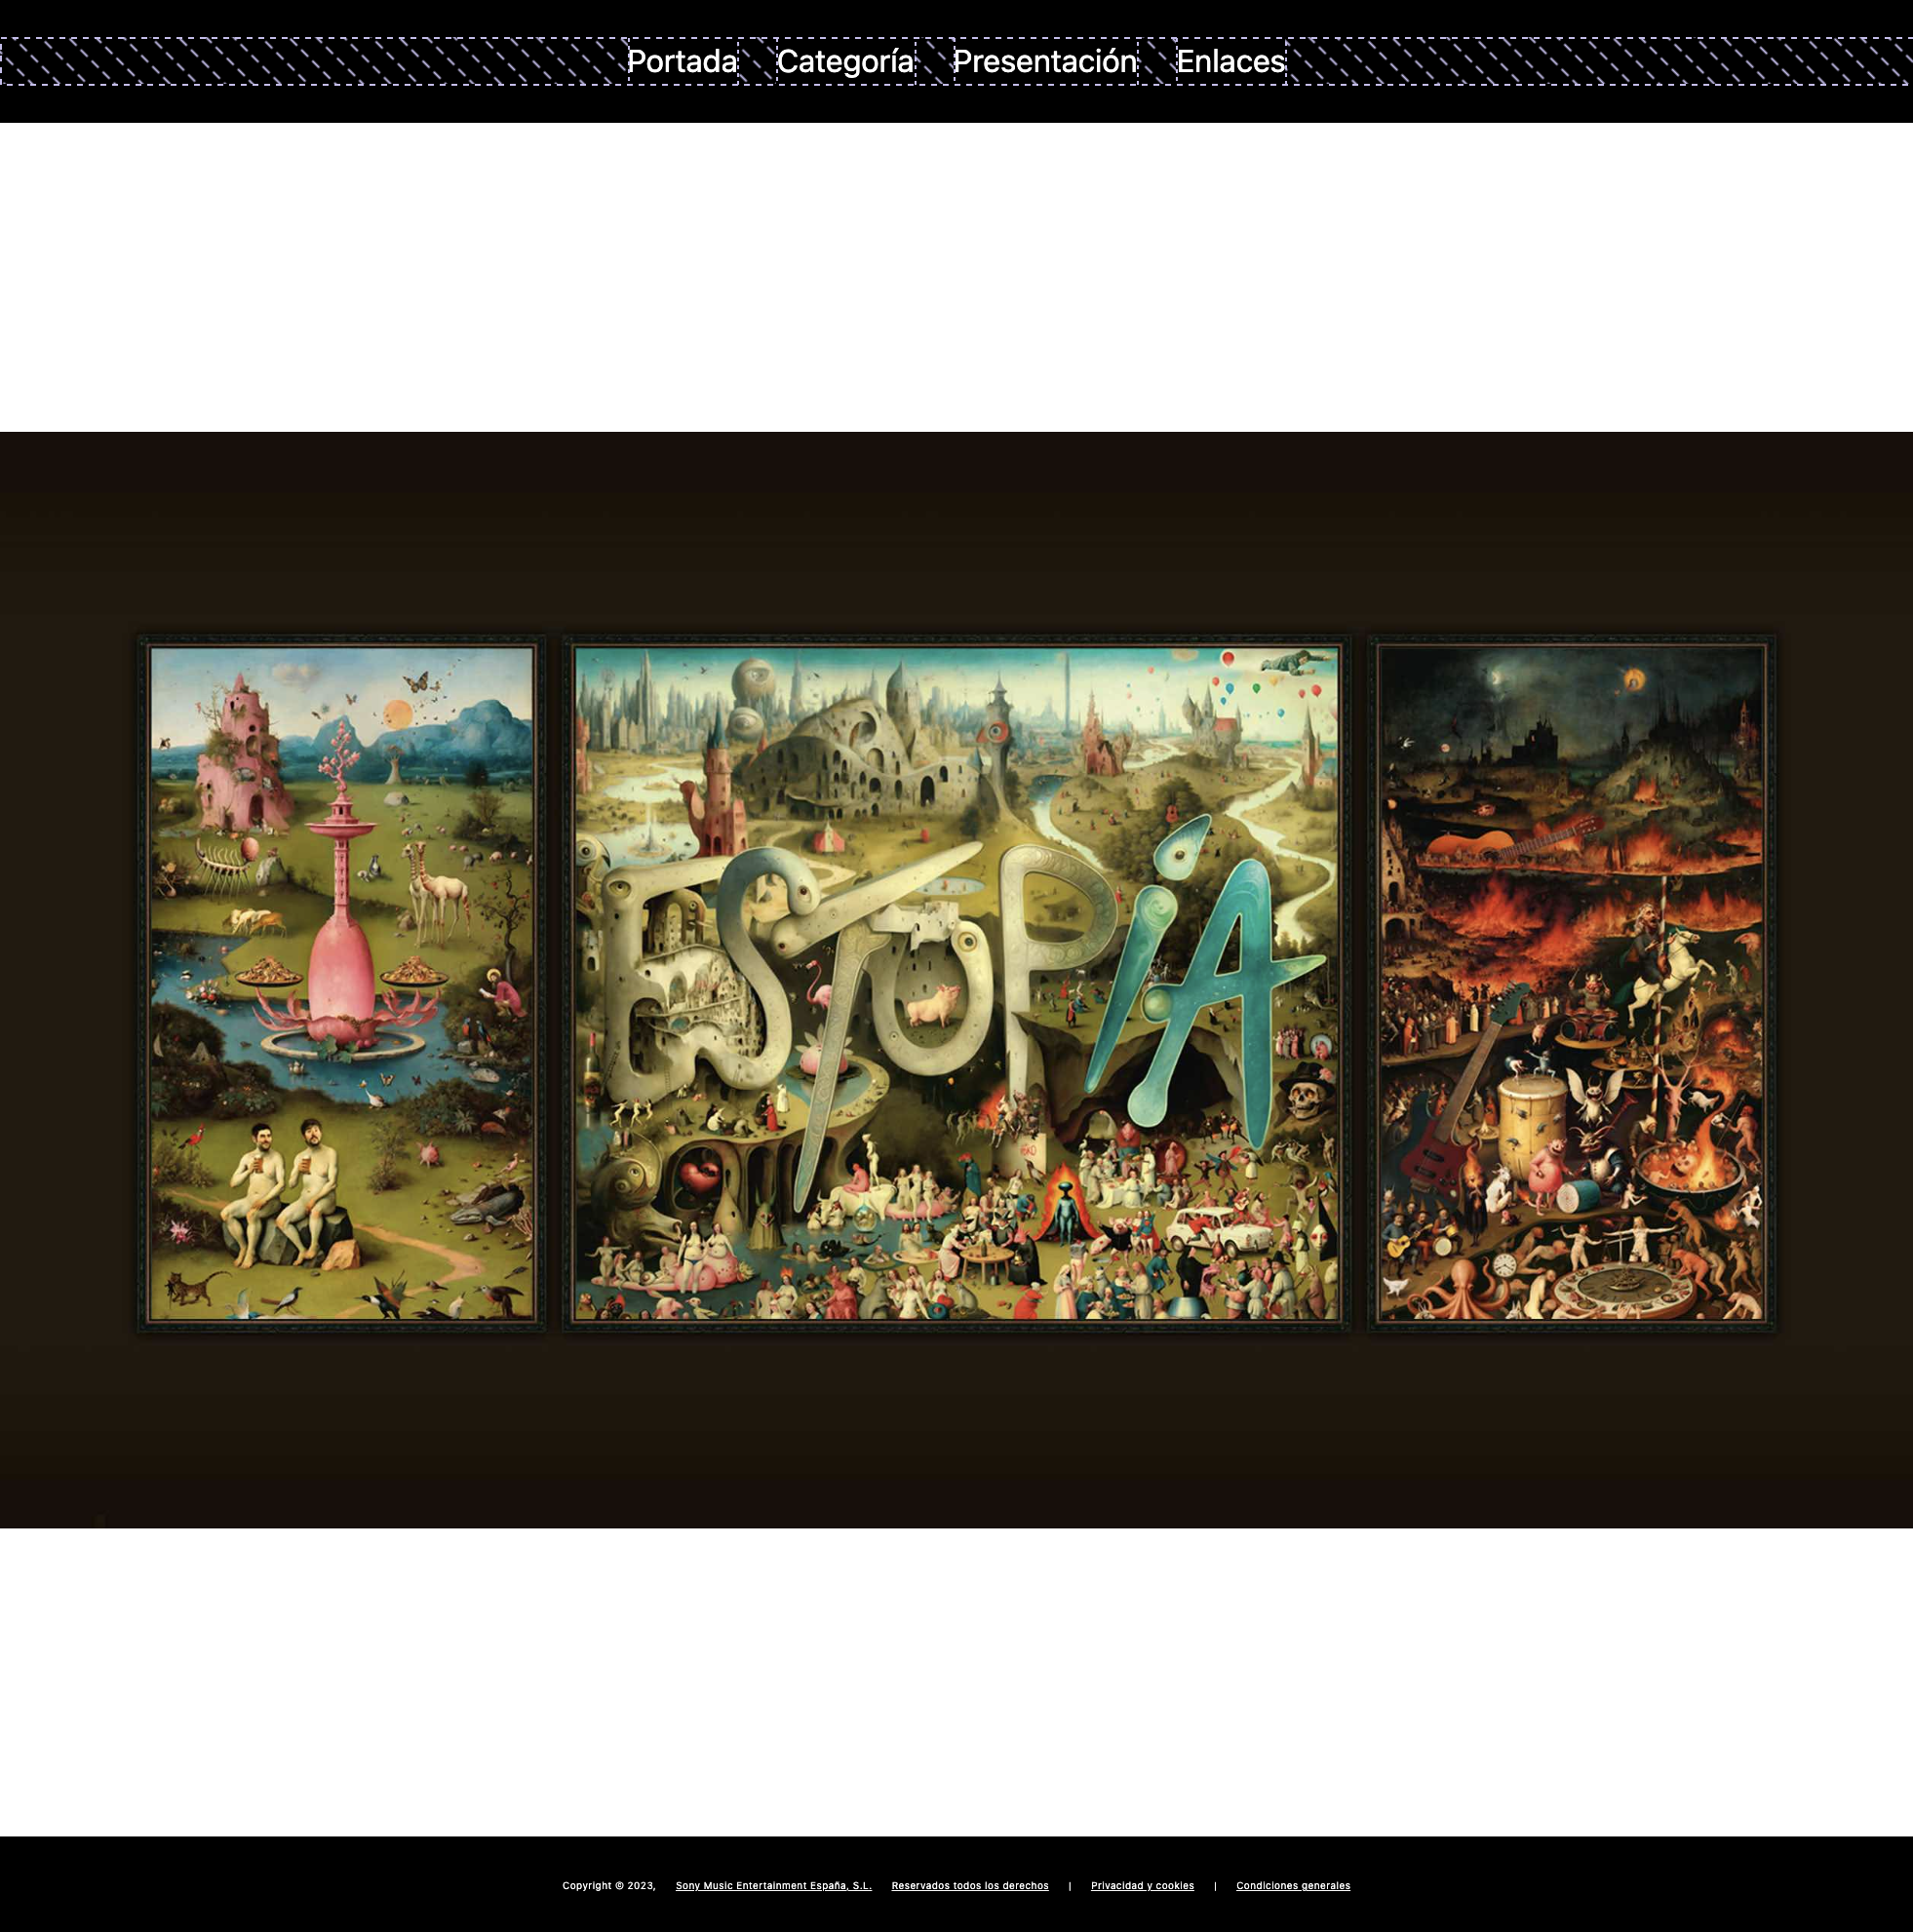 Portada Categoría Presentación Enlaces
ESTOPíA
Copyright © 2023, Sony Music Entertainment España, S.L. Reservados todos los derechos | Privacidad y cookies | Condiciones generales